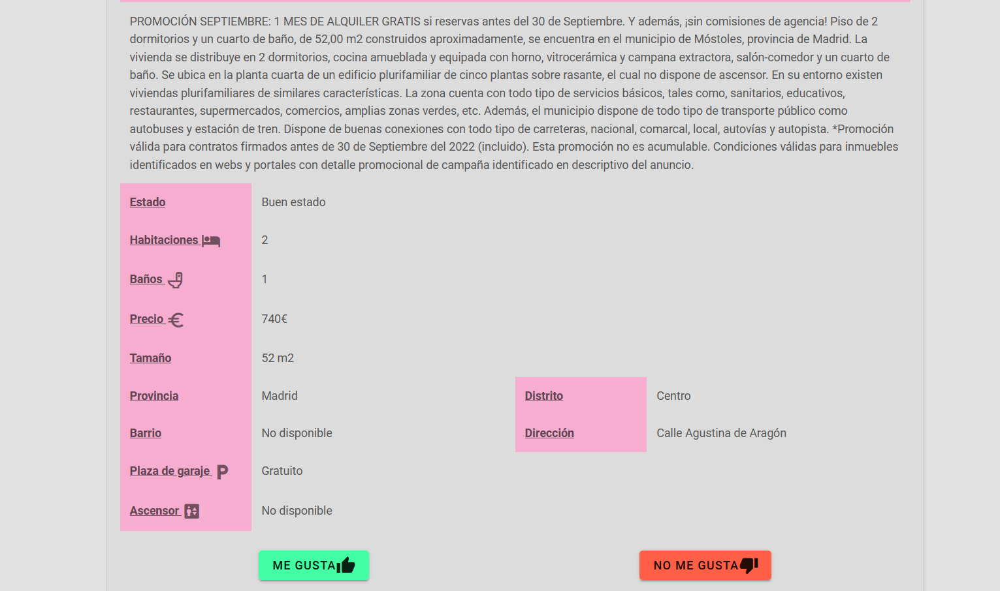 PROMOCIÓN SEPTIEMBRE: 1 MES DE ALQUILER GRATIS si reservas antes del 30 de Septiembre. Y además, ¡sin comisiones de agencia! Piso de 2
dormitorios y un cuarto de baño, de 52,00 m2 construidos aproximadamente, se encuentra en el municipio de Móstoles, provincia de Madrid. La
vivienda se distribuye en 2 dormitorios, cocina amueblada y equipada con horno, vitrocerámica y campana extractora, salón-comedor y un cuarto de
baño. Se ubica en la planta cuarta de un edificio plurifamiliar de cinco plantas sobre rasante, el cual no dispone de ascensor. En su entorno existen
viviendas plurifamiliares de similares características. La zona cuenta con todo tipo de servicios básicos, tales como, sanitarios, educativos,
restaurantes, supermercados, comercios, amplias zonas verdes, etc. Además, el municipio dispone de todo tipo de transporte público como
autobuses y estación de tren. Dispone de buenas conexiones con todo tipo de carreteras, nacional, comarcal, local, autovías y autopista. *Promoción
válida para contratos firmados antes de 30 de Septiembre del 2022 (incluido). Esta promoción no es acumulable. Condiciones válidas para inmuebles
identificados en webs y portales con detalle promocional de campaña identificado en descriptivo del anuncio.
Estado Buen estado
Habitaciones 2
Baños 1
Precio 740€
Tamaño 52 m2
Provincia Madrid Distrito Centro
Barrio No disponible Dirección Calle Agustina de Aragón
Plaza de garaje P Gratuito
Ascensor No disponible
ME GUSTA NO ME GUSTA